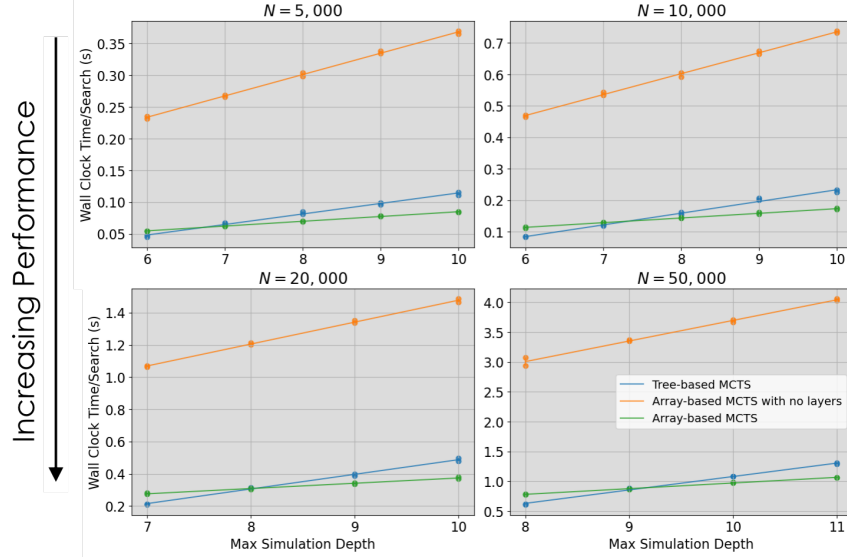 Increasing Performance
N = 5,000
Wall Clock Time/Search (s)
0.35
0.30
0.25
0.20
0.15
0.10
0.05
6 7 8 9 10
N = 10,000
0.7
0.6
0.5
0.4
0.3
0.2
0.1
6 7 8 9 10
N = 20,000
Wall Clock Time/Search (s)
1.4
1.2
1.0
0.8
0.6
0.4
0.2
7 8 9 10
Max Simulation Depth
N = 50,000
4.0
3.5
3.0
2.5
2.0
1.5
1.0
0.5
Tree-based MCTS
Array-based MCTS with no layers
Array-based MCTS
8 9 10 11
Max Simulation Depth